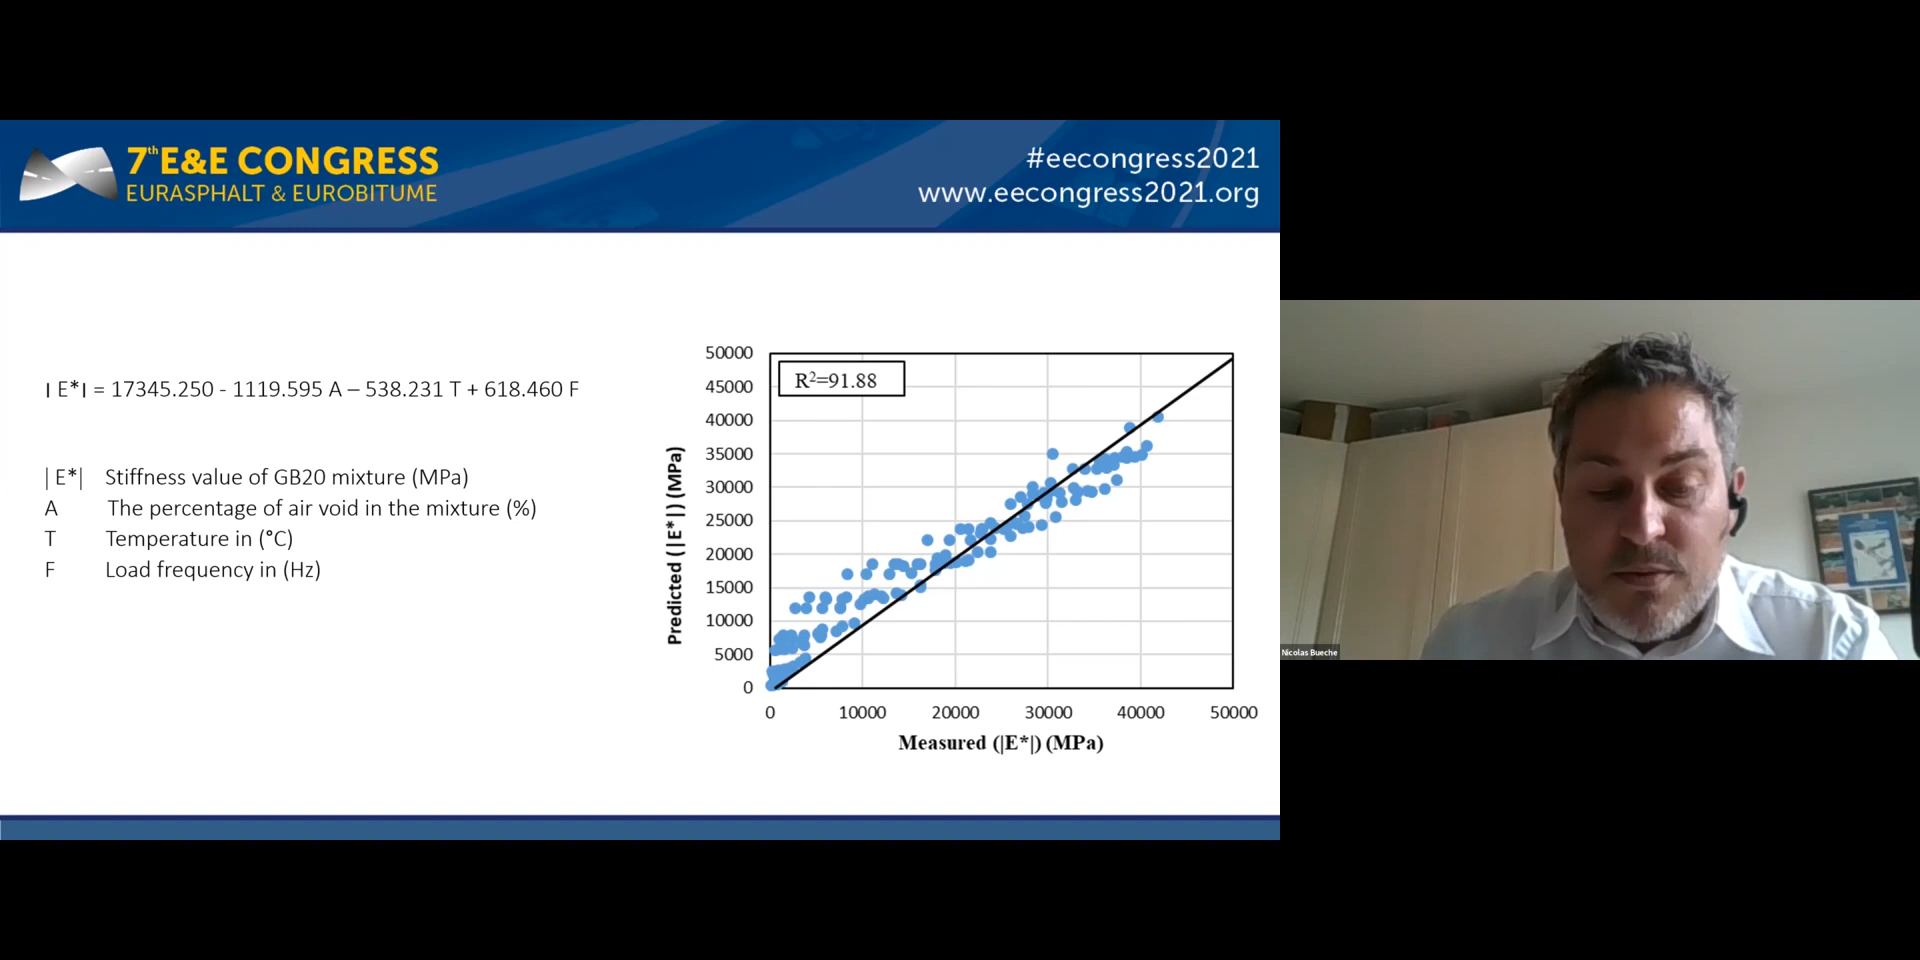 7th E&E CONGRESS
EURASPHALT & EUROBITUME
#eecongress2021
www.eecongress2021.org
| E*| = 17345.250 - 1119.595 A – 538.231 T + 618.460 F
| E*| Stiffness value of GB20 mixture (MPa)
A The percentage of air void in the mixture (%)
T Temperature in (°C)
F Load frequency in (Hz)
R²=91.88
Predicted (|E*|) (MPa)
50000
45000
40000
35000
30000
25000
20000
15000
10000
5000
0
0 10000 20000 30000 40000 50000
Measured (|E*|) (MPa)
Nicolas Bueche